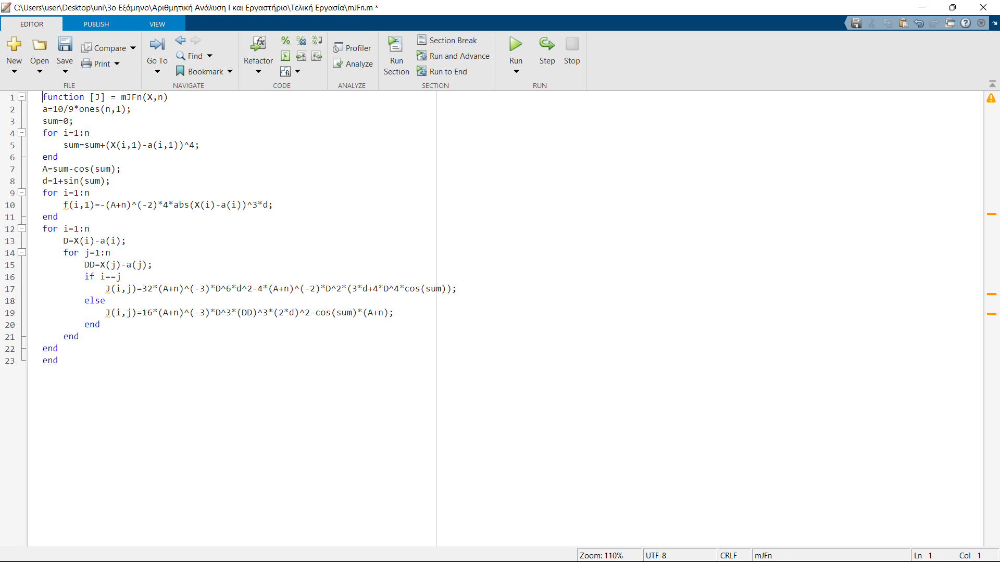 C:\Users\user\Desktop\uni\3ο Εξάμηνο\Αριθμητική Ανάλυση Ι και Εργαστήριο\Τελική Εργασία\mJFn.m *
EDITOR PUBLISH VIEW
New Open Save Compare Print
FILE
Go To Find Bookmark
NAVIGATE
Refactor
CODE
Profiler Analyze
ANALYZE
Run Section Section Break Run and Advance Run to End
SECTION
Run Step Stop
RUN
1 function [J] = mJFn(X,n)
2 a=10/9*ones(n,1);
3 sum=0;
4 for i=1:n
5 sum=sum+(X(i,1)-a(i,1))^4;
6 end
7 A=sum-cos(sum);
8 d=1+sin(sum);
9 for i=1:n
10 f(i,1)=-(A+n)^(-2)*4*abs(X(i)-a(i))^3*d;
11 end
12 for i=1:n
13 D=X(i)-a(i);
14 for j=1:n
15 DD=X(j)-a(j);
16 if i==j
17 J(i,j)=32*(A+n)^(-3)*D^6*d^2-4*(A+n)^(-2)*D^2*(3*d+4*D^4*cos(sum));
18 else
19 J(i,j)=16*(A+n)^(-3)*D^3*(DD)^3*(2*d)^2-cos(sum)*(A+n);
20 end
21 end
22 end
23 end
Zoom: 110% UTF-8 CRLF mJFn Ln 1 Col 1